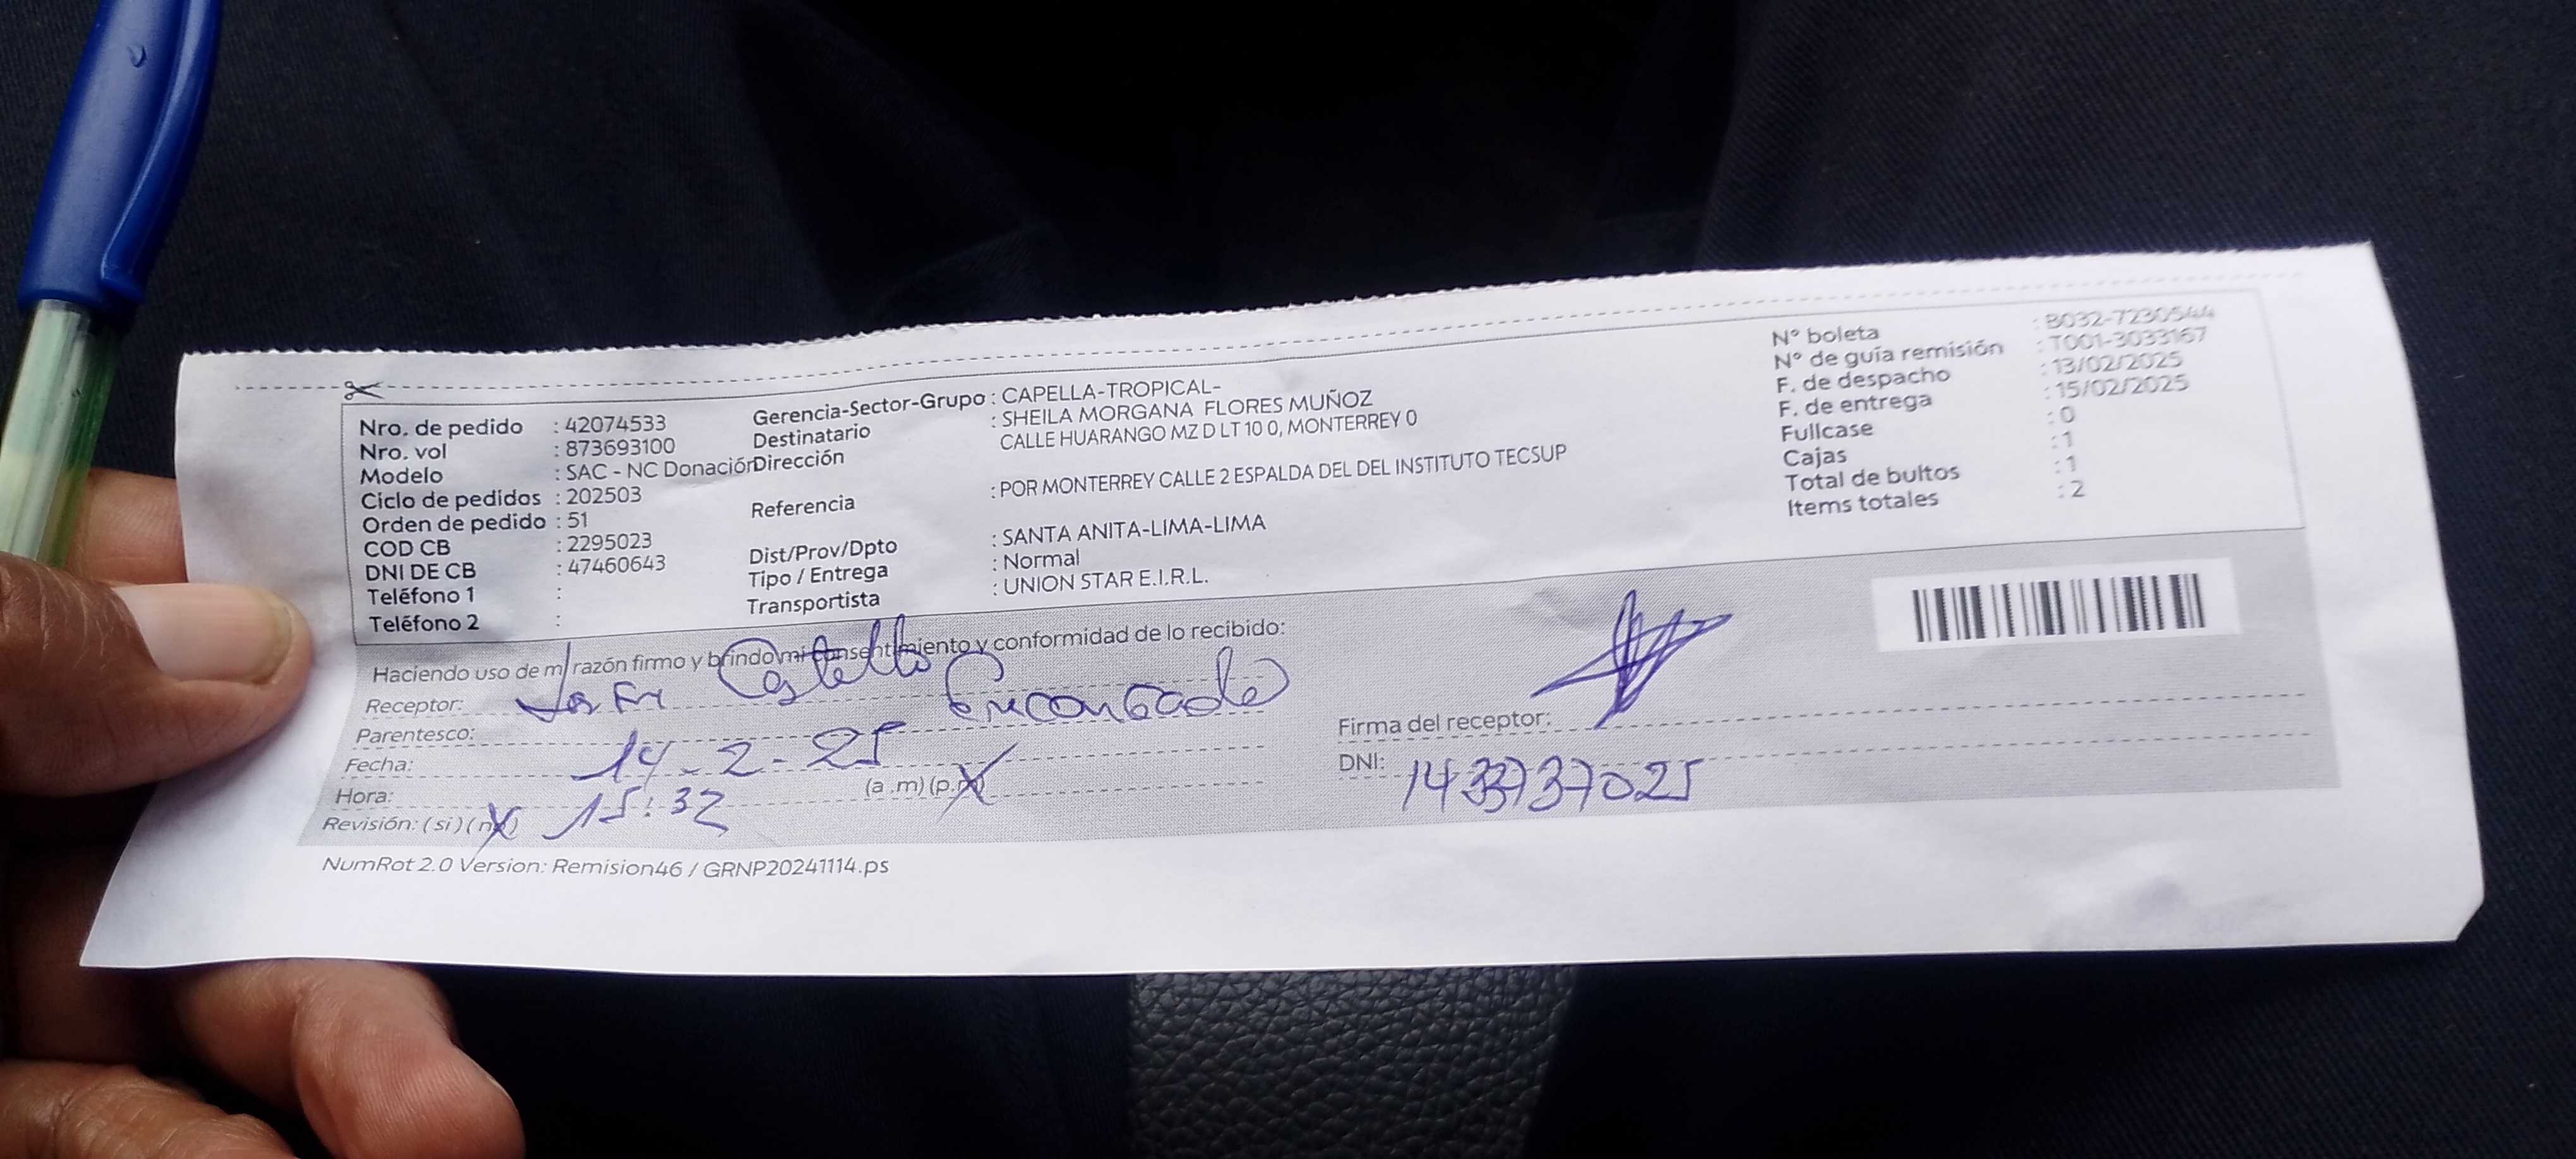 Nro. de pedido : 42074533
Nro. vol : 873693100
Modelo : SAC - NC Donación
Ciclo de pedidos : 202503
Orden de pedido : 51
COD CB : 2295023
DNI DE CB : 47460643
Teléfono 1 :
Teléfono 2 :
Gerencia-Sector-Grupo : CAPELLA-TROPICAL-
Destinatario : SHEILA MORGANA FLORES MUÑOZ
Dirección CALLE HUARANGO MZ D LT 10 0, MONTERREY 0
Referencia : POR MONTERREY CALLE 2 ESPALDA DEL DEL INSTITUTO TECSUP
Dist/Prov/Dpto : SANTA ANITA-LIMA-LIMA
Tipo / Entrega : Normal
Transportista : UNION STAR E.I.R.L.
N° boleta : B032-7230544
N° de guía remisión : T001-3033167
F. de despacho : 13/02/2025
F. de entrega : 15/02/2025
Fullcase : 0
Cajas : 1
Total de bultos : 1
Items totales : 2
Haciendo uso de mi razón firmo y brindo mi consentimiento y conformidad de lo recibido:
Receptor: Castello
Parentesco: Encargado
Fecha: 14-2-25
Hora: 15:32 (a.m) (p.m)
Revisión: (si) (no)
Firma del receptor:
DNI:
NumRot 2.0 Version: Remision46 / GRNP20241114.ps